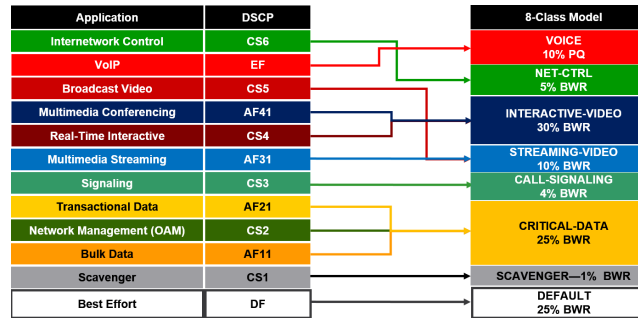 Application DSCP 8-Class Model
Internetwork Control CS6
VoIP EF
Broadcast Video CS5
Multimedia Conferencing AF41
Real-Time Interactive CS4
Multimedia Streaming AF31
Signaling CS3
Transactional Data AF21
Network Management (OAM) CS2
Bulk Data AF11
Scavenger CS1
Best Effort DF
VOICE
10% PQ
NET-CTRL
5% BWR
INTERACTIVE-VIDEO
30% BWR
STREAMING-VIDEO
10% BWR
CALL-SIGNALING
4% BWR
CRITICAL-DATA
25% BWR
SCAVENGER—1% BWR
DEFAULT
25% BWR